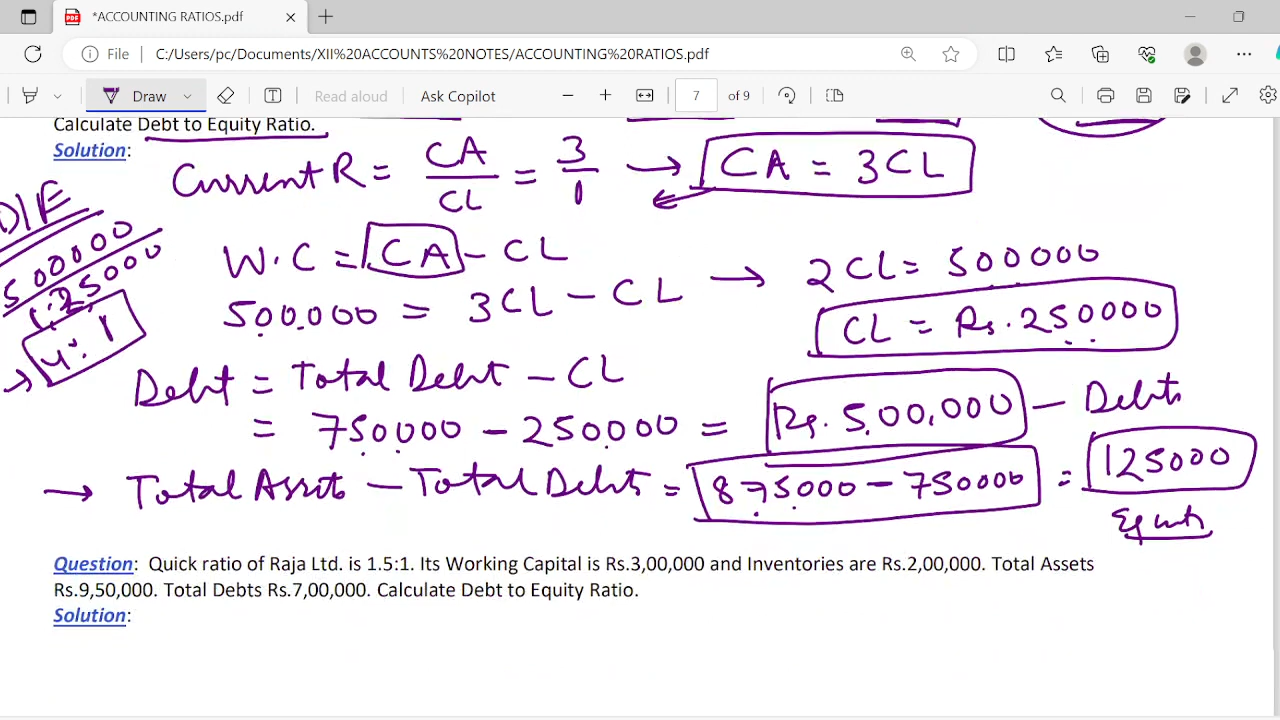 *ACCOUNTING RATIOS.pdf
File C:/Users/pc/Documents/XII%20ACCOUNTS%20NOTES/ACCOUNTING%20RATIOS.pdf
Draw Read aloud Ask Copilot 7 of 9
Calculate Debt to Equity Ratio.
Solution:
Current R = CA/CL = 3/1 → CA = 3CL
D/E
500000
125000
4:1
W.C = CA - CL
500,000 = 3CL - CL → 2CL = 500000
CL = Rs. 250000
Debt = Total Debt - CL
= 750000 - 250000 = Rs. 5,00,000 - Debts
→ Total Assets - Total Debts = 875000 - 750000 = 125000
Equity
Question: Quick ratio of Raja Ltd. is 1.5:1. Its Working Capital is Rs.3,00,000 and Inventories are Rs.2,00,000. Total Assets
Rs.9,50,000. Total Debts Rs.7,00,000. Calculate Debt to Equity Ratio.
Solution: